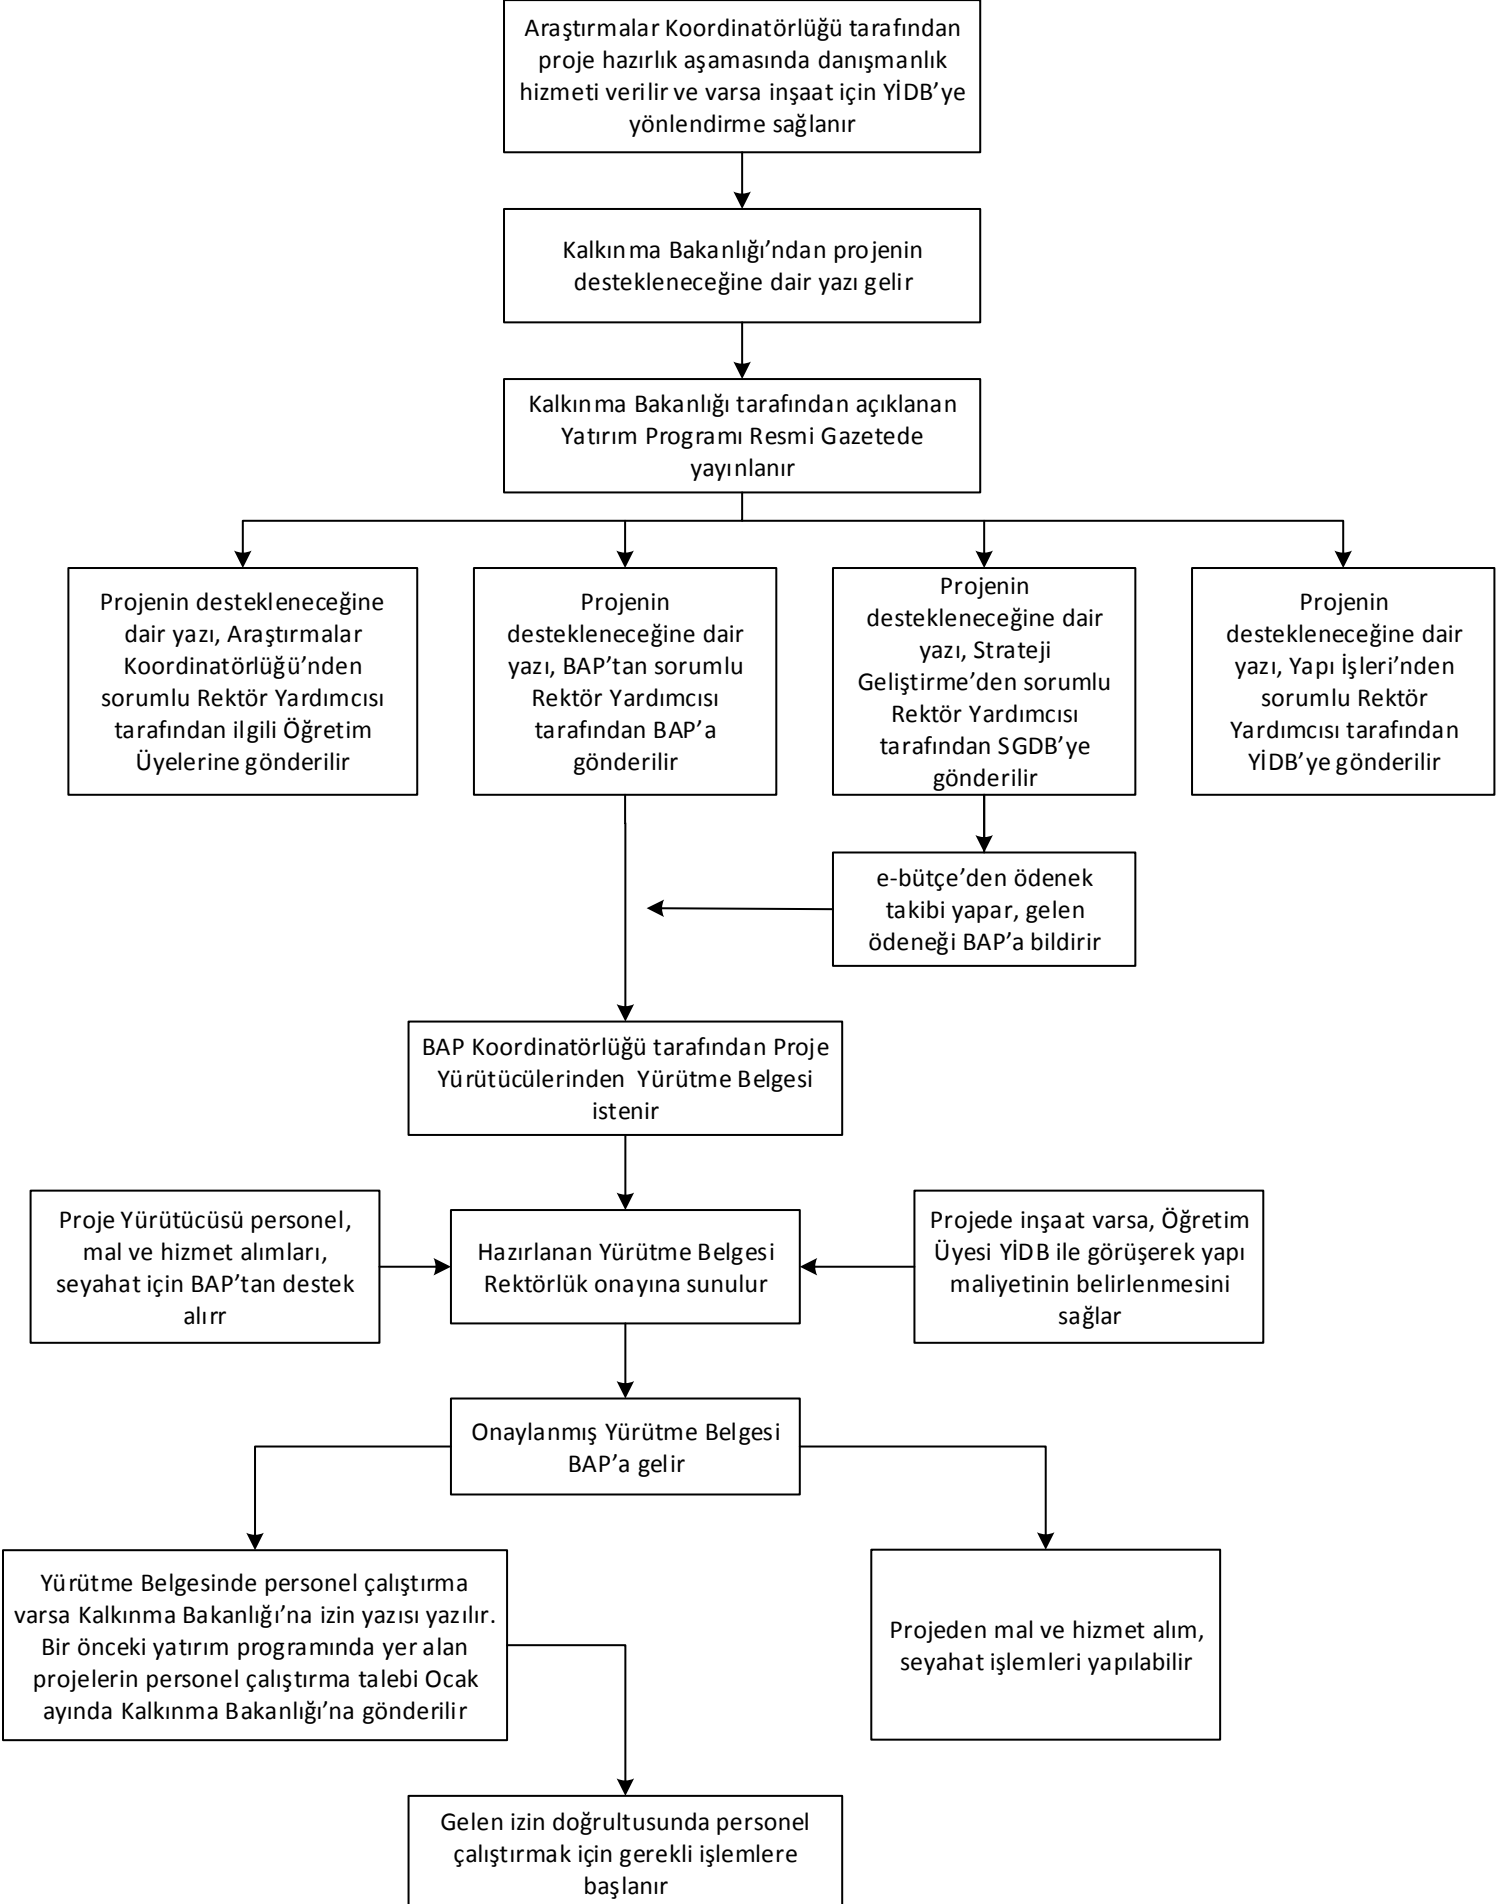 Araştırmalar Koordinatörlüğü tarafından
proje hazırlık aşamasında danışmanlık
hizmeti verilir ve varsa inşaat için YİDB’ye
yönlendirme sağlanır
Kalkınma Bakanlığı’ndan projenin
destekleneceğine dair yazı gelir
Kalkınma Bakanlığı tarafından açıklanan
Yatırım Programı Resmi Gazetede
yayınlanır
Projenin destekleneceğine
dair yazı, Araştırmalar
Koordinatörlüğü’nden
sorumlu Rektör Yardımcısı
tarafından ilgili Öğretim
Üyelerine gönderilir
Projenin
destekleneceğine dair
yazı, BAP’tan sorumlu
Rektör Yardımcısı
tarafından BAP’a
gönderilir
Projenin
destekleneceğine dair
yazı, Strateji
Geliştirme’den sorumlu
Rektör Yardımcısı
tarafından SGDB’ye
gönderilir
Projenin
destekleneceğine dair
yazı, Yapı İşleri’nden
sorumlu Rektör
Yardımcısı tarafından
YİDB’ye gönderilir
e-bütçe’den ödenek
takibi yapar, gelen
ödeneği BAP’a bildirir
BAP Koordinatörlüğü tarafından Proje
Yürütücülerinden Yürütme Belgesi
istenir
Proje Yürütücüsü personel,
mal ve hizmet alımları,
seyahat için BAP’tan destek
alırr
Hazırlanan Yürütme Belgesi
Rektörlük onayına sunulur
Projede inşaat varsa, Öğretim
Üyesi YİDB ile görüşerek yapı
maliyetinin belirlenmesini
sağlar
Onaylanmış Yürütme Belgesi
BAP’a gelir
Yürütme Belgesinde personel çalıştırma
varsa Kalkınma Bakanlığı’na izin yazısı yazılır.
Bir önceki yatırım programında yer alan
projelerin personel çalıştırma talebi Ocak
ayında Kalkınma Bakanlığı’na gönderilir
Projeden mal ve hizmet alım,
seyahat işlemleri yapılabilir
Gelen izin doğrultusunda personel
çalıştırmak için gerekli işlemlere
başlanır